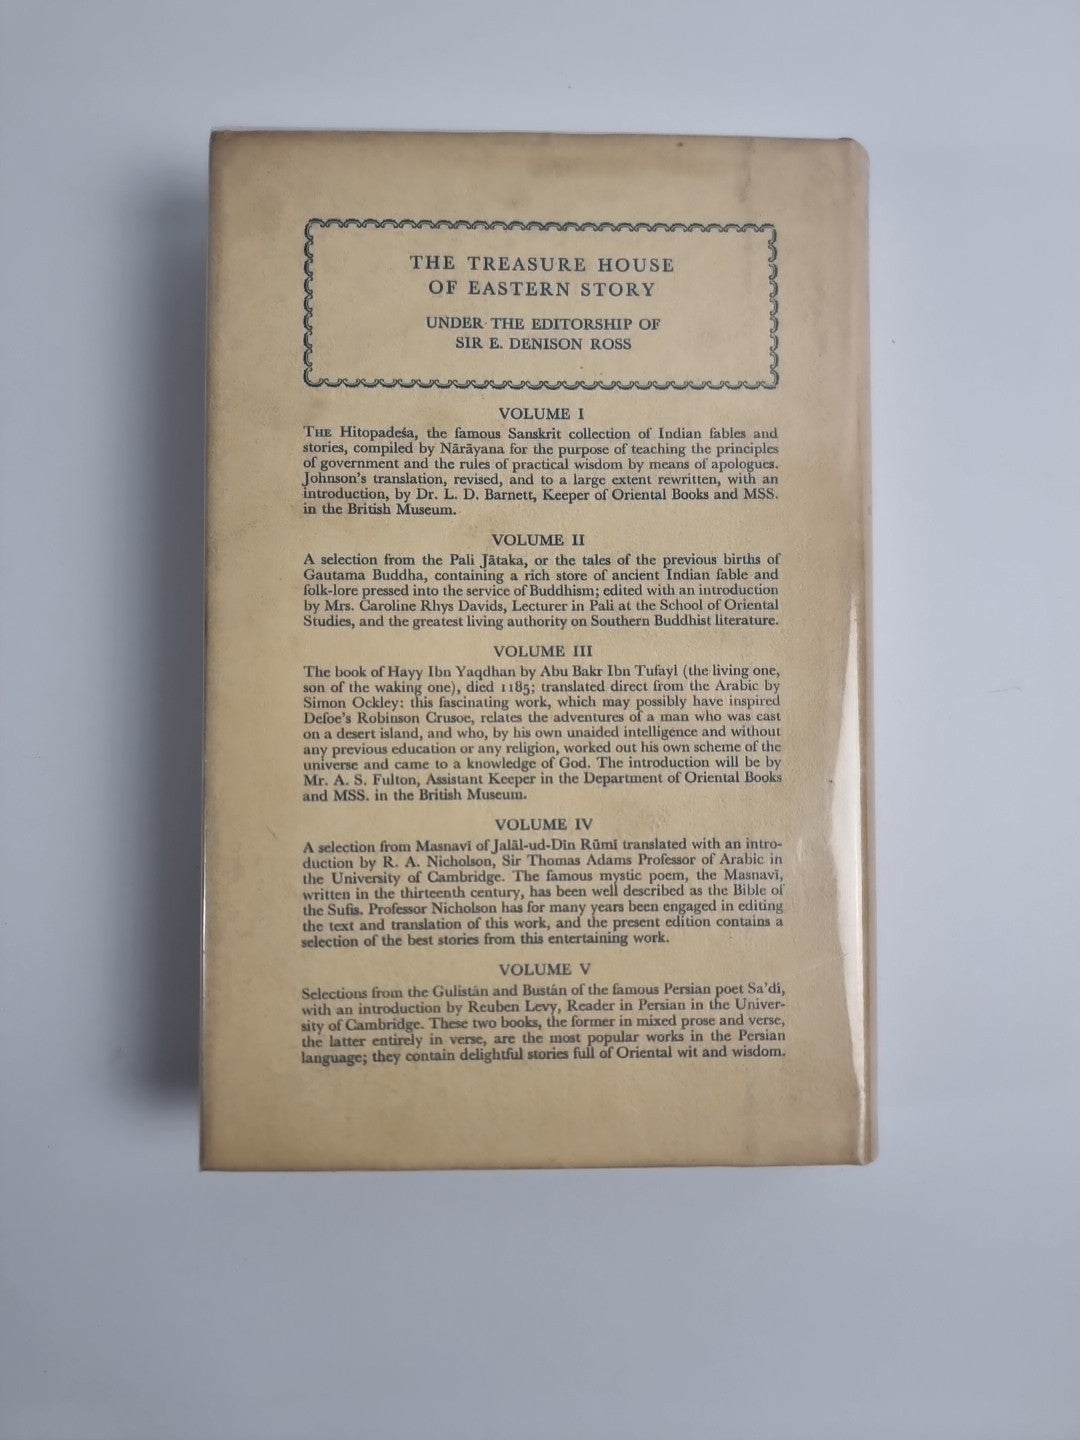 THE TREASURE HOUSE
OF EASTERN STORY
UNDER THE EDITORSHIP OF
SIR E. DENISON ROSS
VOLUME I
THE Hitopadeśa, the famous Sanskrit collection of Indian fables and
stories, compiled by Nārāyana for the purpose of teaching the principles
of government and the rules of practical wisdom by means of apologues.
Johnson's translation, revised, and to a large extent rewritten, with an
introduction, by Dr. L. D. Barnett, Keeper of Oriental Books and MSS.
in the British Museum.
VOLUME II
A selection from the Pali Jātaka, or the tales of the previous births of
Gautama Buddha, containing a rich store of ancient Indian fable and
folk-lore pressed into the service of Buddhism; edited with an introduction
by Mrs. Caroline Rhys Davids, Lecturer in Pali at the School of Oriental
Studies, and the greatest living authority on Southern Buddhist literature.
VOLUME III
The book of Hayy Ibn Yaqdhan by Abu Bakr Ibn Tufayl (the living one,
son of the waking one), died 1185; translated direct from the Arabic by
Simon Ockley: this fascinating work, which may possibly have inspired
Defoe's Robinson Crusoe, relates the adventures of a man who was cast
on a desert island, and who, by his own unaided intelligence and without
any previous education or any religion, worked out his own scheme of the
universe and came to a knowledge of God. The introduction will be by
Mr. A. S. Fulton, Assistant Keeper in the Department of Oriental Books
and MSS. in the British Museum.
VOLUME IV
A selection from Masnavī of Jalāl-ud-Dīn Rūmī translated with an intro-
duction by R. A. Nicholson, Sir Thomas Adams Professor of Arabic in
the University of Cambridge. The famous mystic poem, the Masnavī,
written in the thirteenth century, has been well described as the Bible of
the Sufis. Professor Nicholson has for many years been engaged in editing
the text and translation of this work, and the present edition contains a
selection of the best stories from this entertaining work.
VOLUME V
Selections from the Gulistān and Bustān of the famous Persian poet Sa'dí,
with an introduction by Reuben Levy, Reader in Persian in the Univer-
sity of Cambridge. These two books, the former in mixed prose and verse,
the latter entirely in verse, are the most popular works in the Persian
language; they contain delightful stories full of Oriental wit and wisdom.